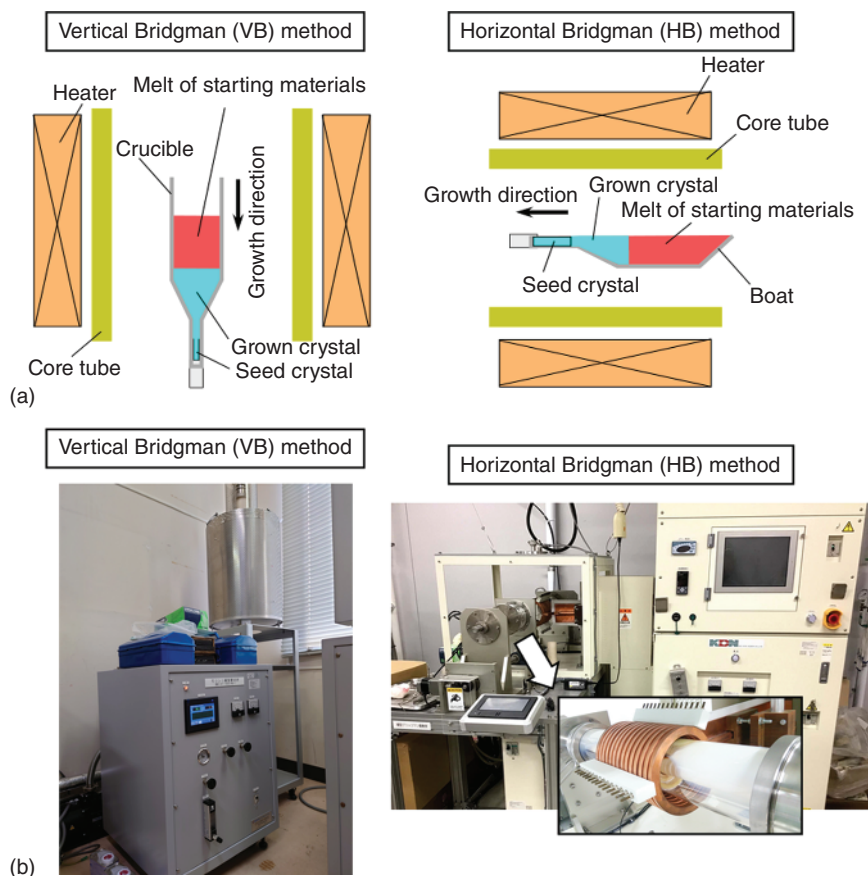 Vertical Bridgman (VB) method
Heater
Melt of starting materials
Crucible
Growth direction
Grown crystal
Seed crystal
Core tube
Horizontal Bridgman (HB) method
Heater
Core tube
Growth direction
Grown crystal
Melt of starting materials
Seed crystal
Boat
(a)
Vertical Bridgman (VB) method
Horizontal Bridgman (HB) method
(b)